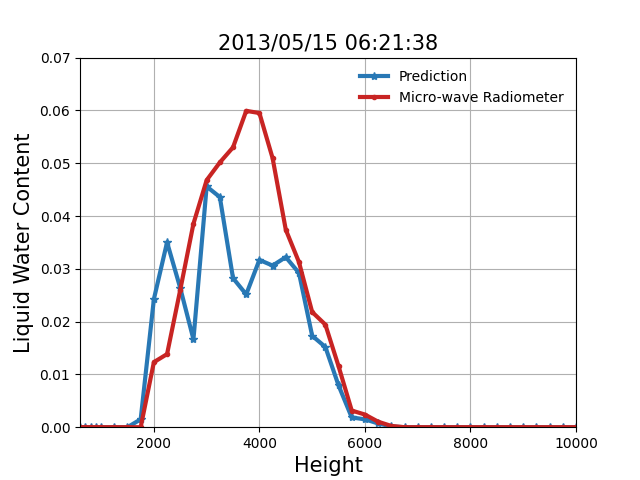 2013/05/15 06:21:38
Prediction
Micro-wave Radiometer
Liquid Water Content
0.07
0.06
0.05
0.04
0.03
0.02
0.01
0.00
2000 4000 6000 8000 10000
Height